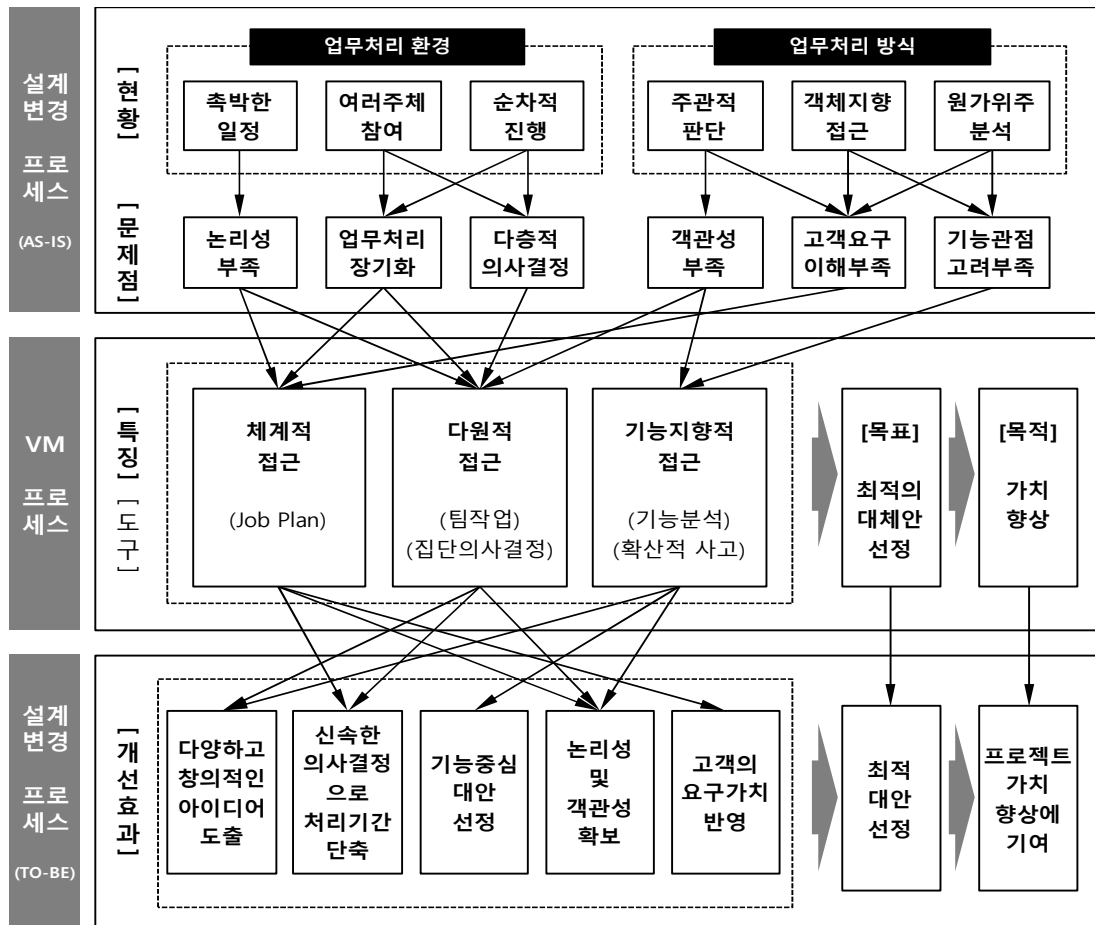 설계
변경
프로
세스
(AS-IS)
[현황]
업무처리 환경
업무처리 방식
촉박한
일정
여러주체
참여
순차적
진행
주관적
판단
객체지향
접근
원가위주
분석
[문제점]
논리성
부족
업무처리
장기화
다층적
의사결정
객관성
부족
고객요구
이해부족
기능관점
고려부족
VM
프로
세스
[특징] [도구]
체계적
접근
(Job Plan)
다원적
접근
(팀작업)
(집단의사결정)
기능지향적
접근
(기능분석)
(확산적 사고)
[목표]
최적의
대체안
선정
[목적]
가치
향상
설계
변경
프로
세스
(TO-BE)
[개선효과]
다양하고
창의적인
아이디어
도출
신속한
의사결정
으로
처리기간
단축
기능중심
대안
선정
논리성
및
객관성
확보
고객의
요구가치
반영
최적
대안
선정
프로젝트
가치
향상에
기여